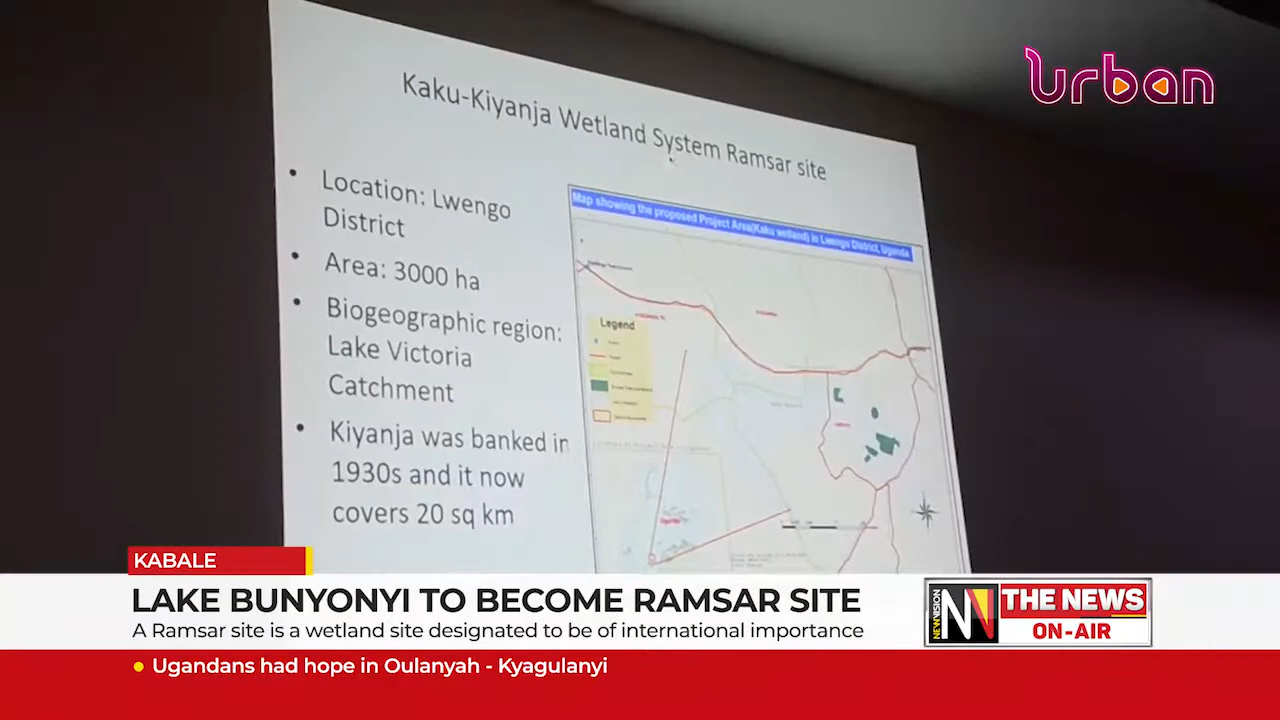 urban
Kaku-Kiyanja Wetland System Ramsar site
• Location: Lwengo
District
• Area: 3000 ha
• Biogeographic region:
Lake Victoria
Catchment
• Kiyanja was banked in
1930s and it now
covers 20 sq km
Map showing the proposed Project Area(Kaku wetland) in Lwengo District, Uganda
Legend
KABALE
LAKE BUNYONYI TO BECOME RAMSAR SITE
A Ramsar site is a wetland site designated to be of international importance
NEW VISION
N
THE NEWS
ON-AIR
• Ugandans had hope in Oulanyah - Kyagulanyi